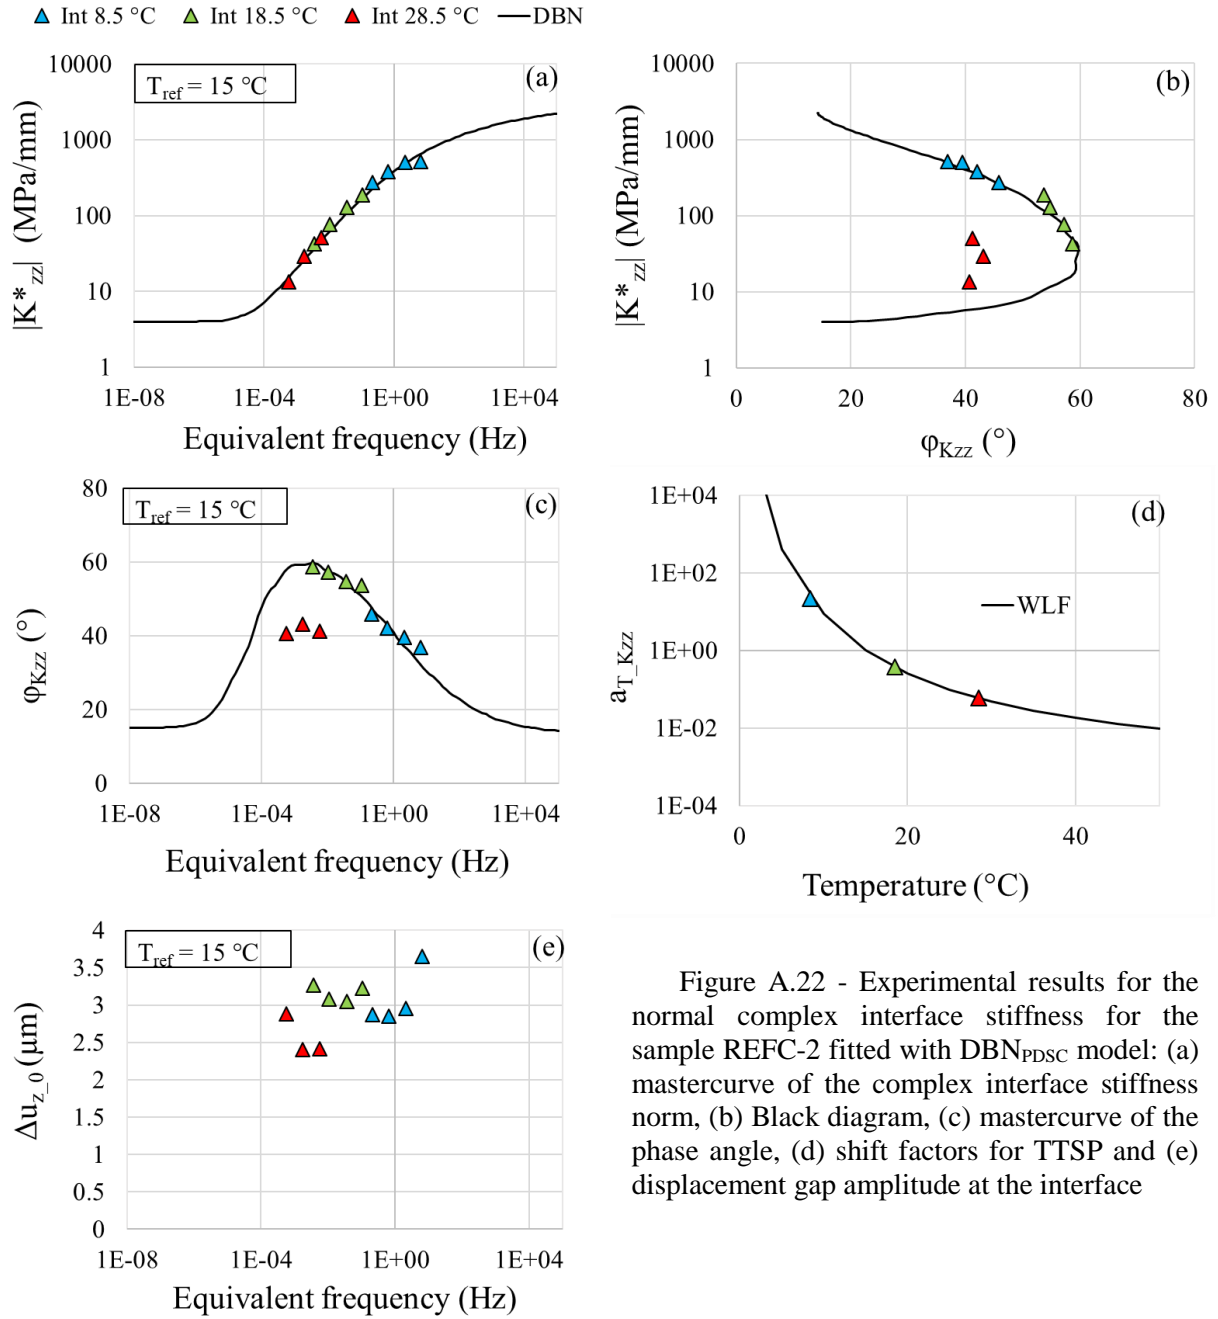 Int 8.5 °C Int 18.5 °C Int 28.5 °C DBN
10000
1000
100
10
1
|K*zz| (MPa/mm)
Tref = 15 °C
(a)
1E-08 1E-04 1E+00 1E+04
Equivalent frequency (Hz)
10000
1000
100
10
1
|K*zz| (MPa/mm)
(b)
0 20 40 60 80
φKzz (°)
80
60
40
20
0
φKzz (°)
Tref = 15 °C
(c)
1E-08 1E-04 1E+00 1E+04
Equivalent frequency (Hz)
1E+04
1E+02
1E+00
1E-02
1E-04
aT_Kzz
(d)
WLF
0 20 40
Temperature (°C)
4
3.5
3
2.5
2
1.5
1
0.5
0
Δuz_0 (μm)
Tref = 15 °C
(e)
1E-08 1E-04 1E+00 1E+04
Equivalent frequency (Hz)
Figure A.22 - Experimental results for the
normal complex interface stiffness for the
sample REFC-2 fitted with DBNPDSC model: (a)
mastercurve of the complex interface stiffness
norm, (b) Black diagram, (c) mastercurve of the
phase angle, (d) shift factors for TTSP and (e)
displacement gap amplitude at the interface